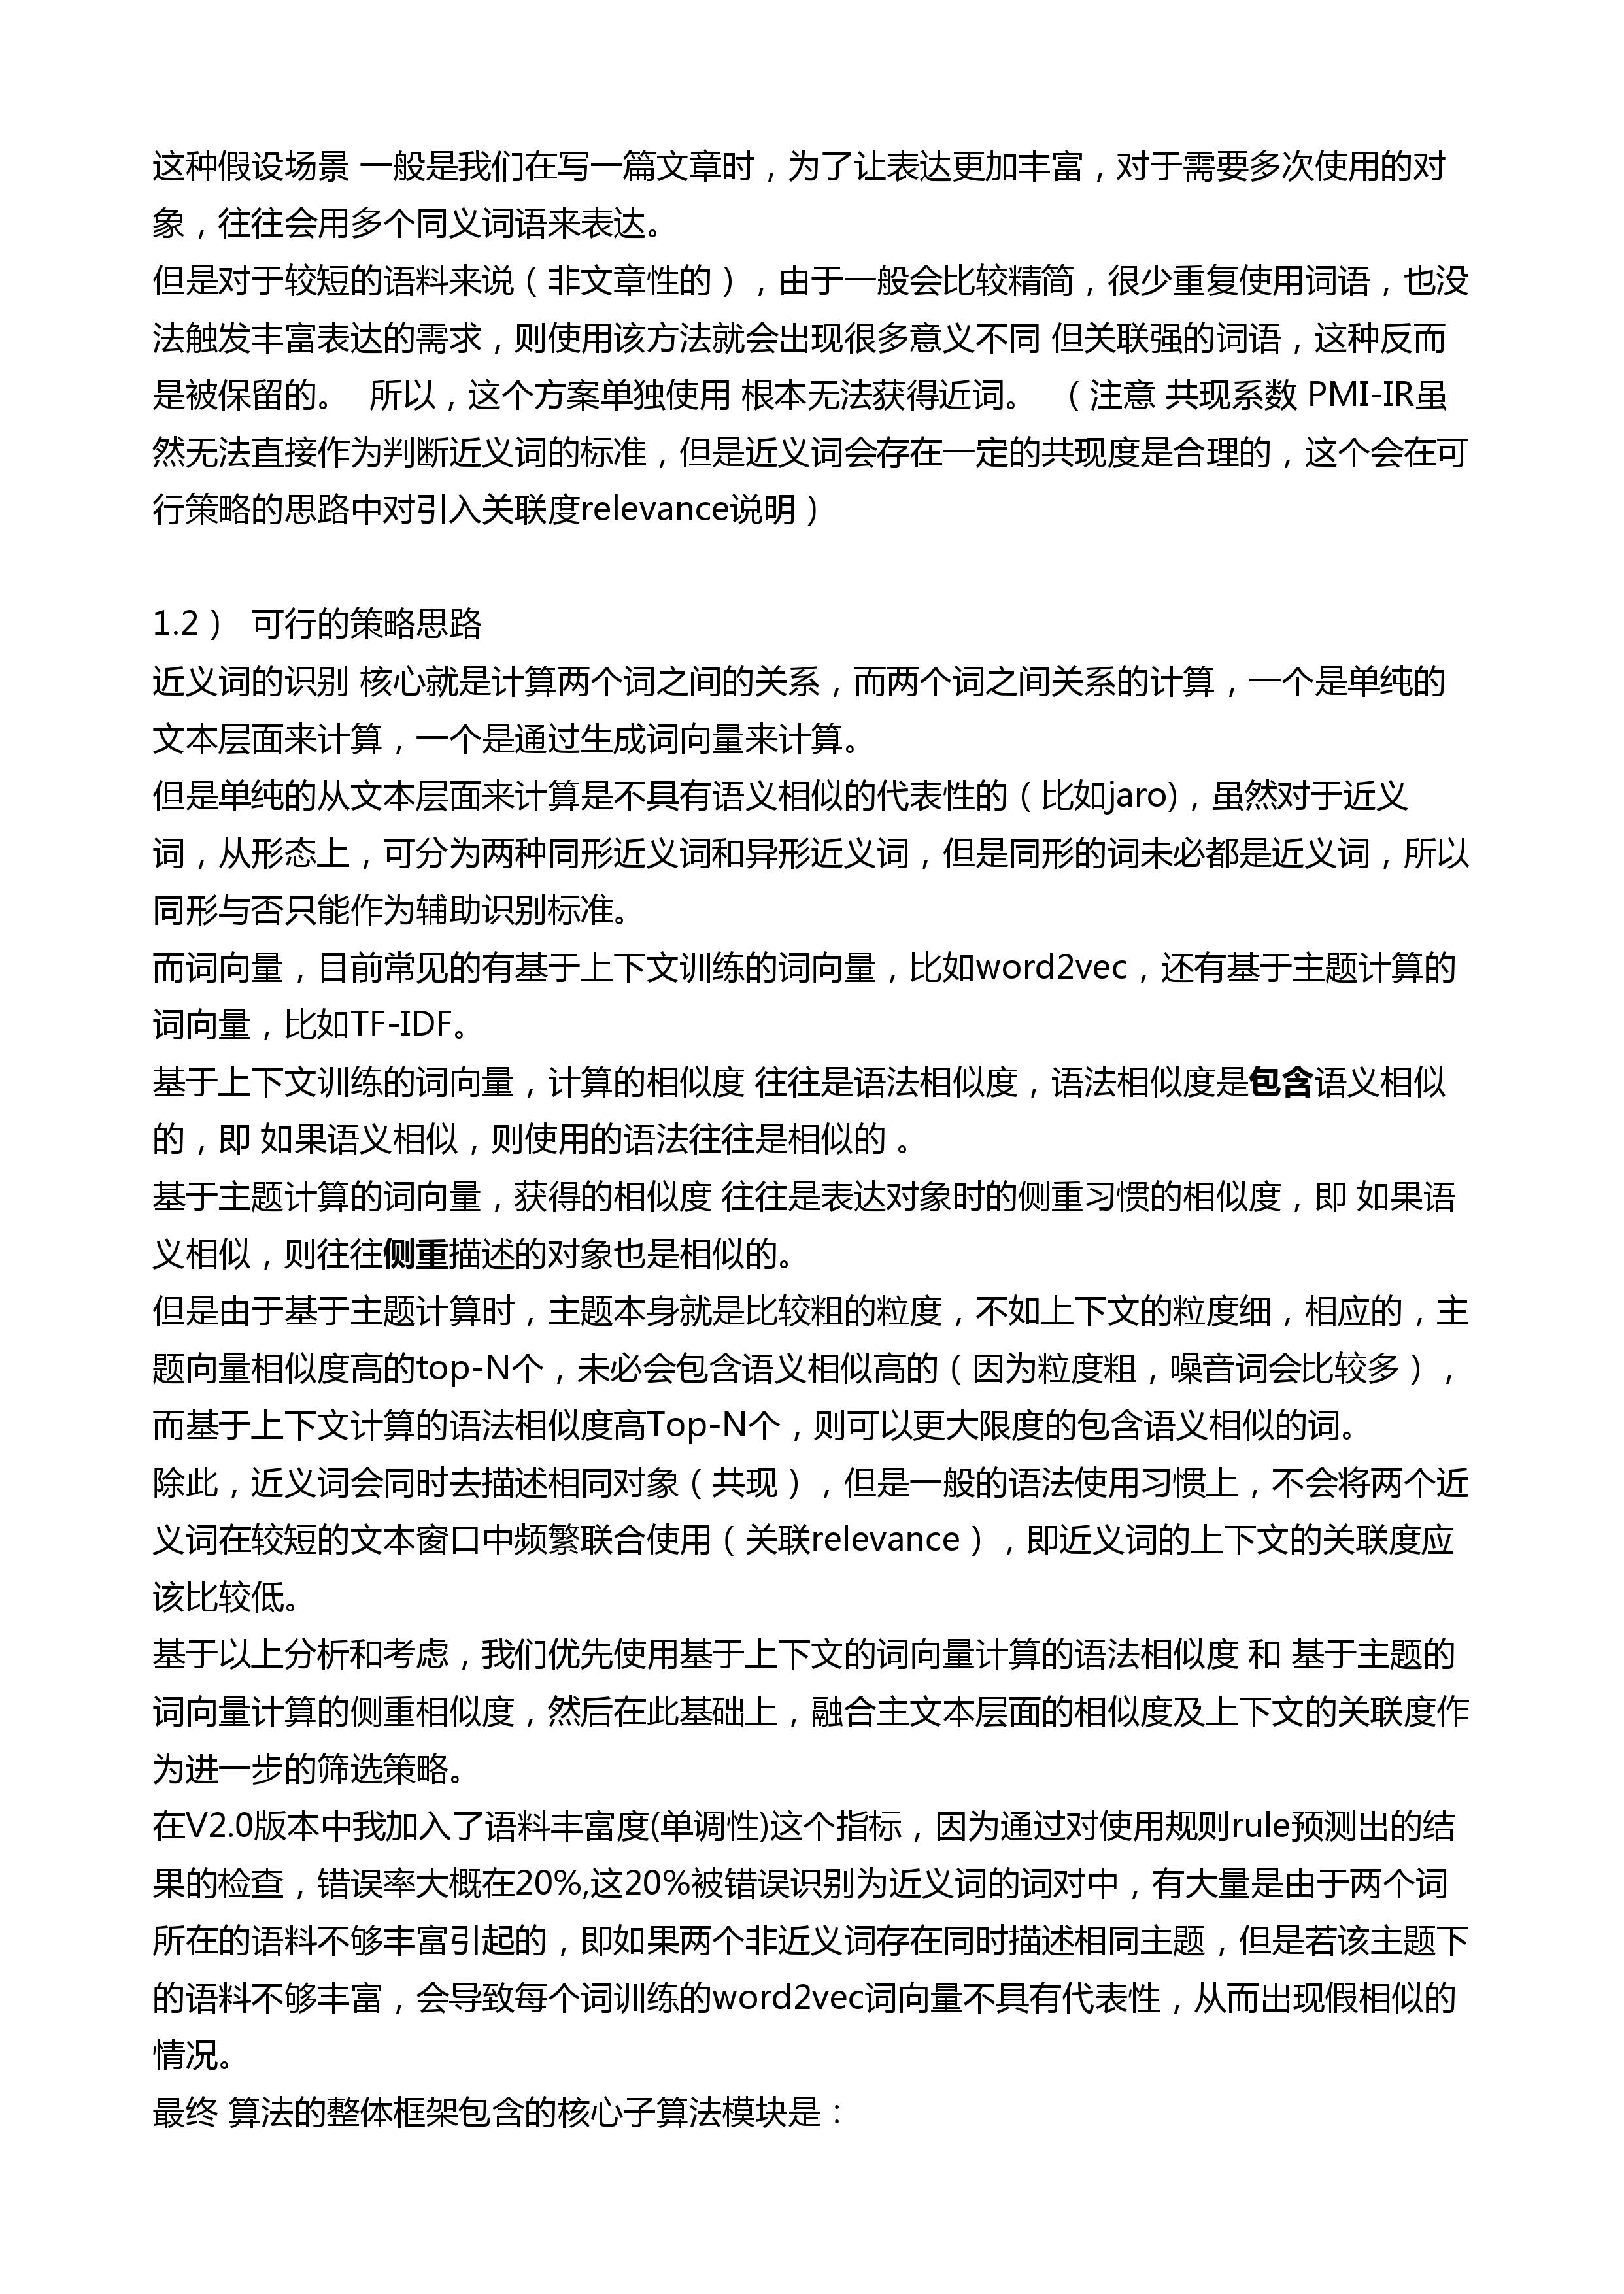 这种假设场景 一般是我们在写一篇文章时，为了让表达更加丰富，对于需要多次使用的对
象，往往会用多个同义词语来表达。
但是对于较短的语料来说（非文章性的），由于一般会比较精简，很少重复使用词语，也没
法触发丰富表达的需求，则使用该方法就会出现很多意义不同 但关联强的词语，这种反而
是被保留的。 所以，这个方案单独使用 根本无法获得近词。 （注意 共现系数 PMI-IR虽
然无法直接作为判断近义词的标准，但是近义词会存在一定的共现度是合理的，这个会在可
行策略的思路中对引入关联度relevance说明）
1.2） 可行的策略思路
近义词的识别 核心就是计算两个词之间的关系，而两个词之间关系的计算，一个是单纯的
文本层面来计算，一个是通过生成词向量来计算。
但是单纯的从文本层面来计算是不具有语义相似的代表性的（比如jaro)，虽然对于近义
词，从形态上，可分为两种同形近义词和异形近义词，但是同形的词未必都是近义词，所以
同形与否只能作为辅助识别标准。
而词向量，目前常见的有基于上下文训练的词向量，比如word2vec，还有基于主题计算的
词向量，比如TF-IDF。
基于上下文训练的词向量，计算的相似度 往往是语法相似度，语法相似度是包含语义相似
的，即 如果语义相似，则使用的语法往往是相似的 。
基于主题计算的词向量，获得的相似度 往往是表达对象时的侧重习惯的相似度，即 如果语
义相似，则往往侧重描述的对象也是相似的。
但是由于基于主题计算时，主题本身就是比较粗的粒度，不如上下文的粒度细，相应的，主
题向量相似度高的top-N个，未必会包含语义相似高的（因为粒度粗，噪音词会比较多），
而基于上下文计算的语法相似度高Top-N个，则可以更大限度的包含语义相似的词。
除此，近义词会同时去描述相同对象（共现），但是一般的语法使用习惯上，不会将两个近
义词在较短的文本窗口中频繁联合使用（关联relevance），即近义词的上下文的关联度应
该比较低。
基于以上分析和考虑，我们优先使用基于上下文的词向量计算的语法相似度 和 基于主题的
词向量计算的侧重相似度，然后在此基础上，融合主文本层面的相似度及上下文的关联度作
为进一步的筛选策略。
在V2.0版本中我加入了语料丰富度(单调性)这个指标，因为通过对使用规则rule预测出的结
果的检查，错误率大概在20%,这20%被错误识别为近义词的词对中，有大量是由于两个词
所在的语料不够丰富引起的，即如果两个非近义词存在同时描述相同主题，但是若该主题下
的语料不够丰富，会导致每个词训练的word2vec词向量不具有代表性，从而出现假相似的
情况。
最终 算法的整体框架包含的核心子算法模块是：